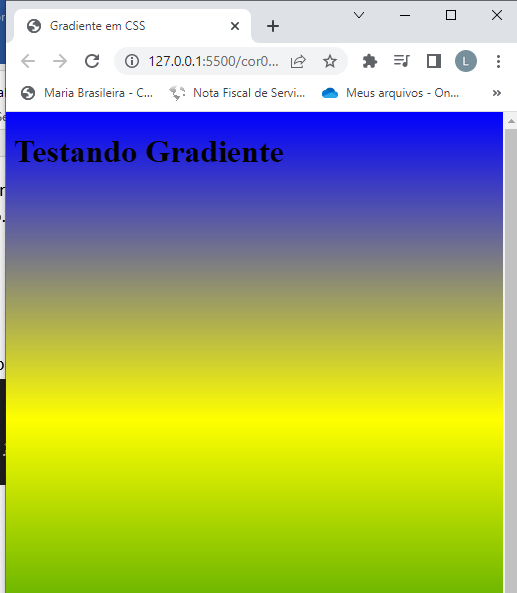 Gradiente em CSS
127.0.0.1:5500/cor0...
L
Maria Brasileira - C...
Nota Fiscal de Servi...
Meus arquivos - On...
»
Testando Gradiente